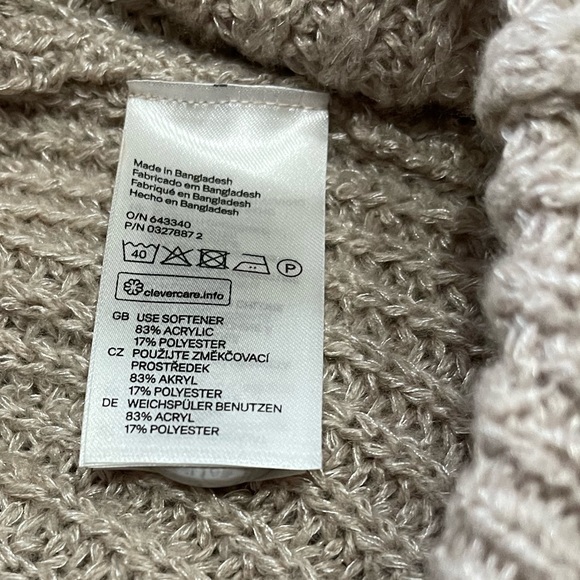 Made in Bangladesh
Fabricado em Bangladesh
Fabriqué en Bangladesh
Hecho en Bangladesh
O/N 643340
P/N 0327887 2
40 P
clevercare.info
GB USE SOFTENER
83% ACRYLIC
17% POLYESTER
CZ POUŽIJTE ZMĚKČOVACÍ
PROSTŘEDEK
83% AKRYL
17% POLYESTER
DE WEICHSPÜLER BENUTZEN
83% ACRYL
17% POLYESTER